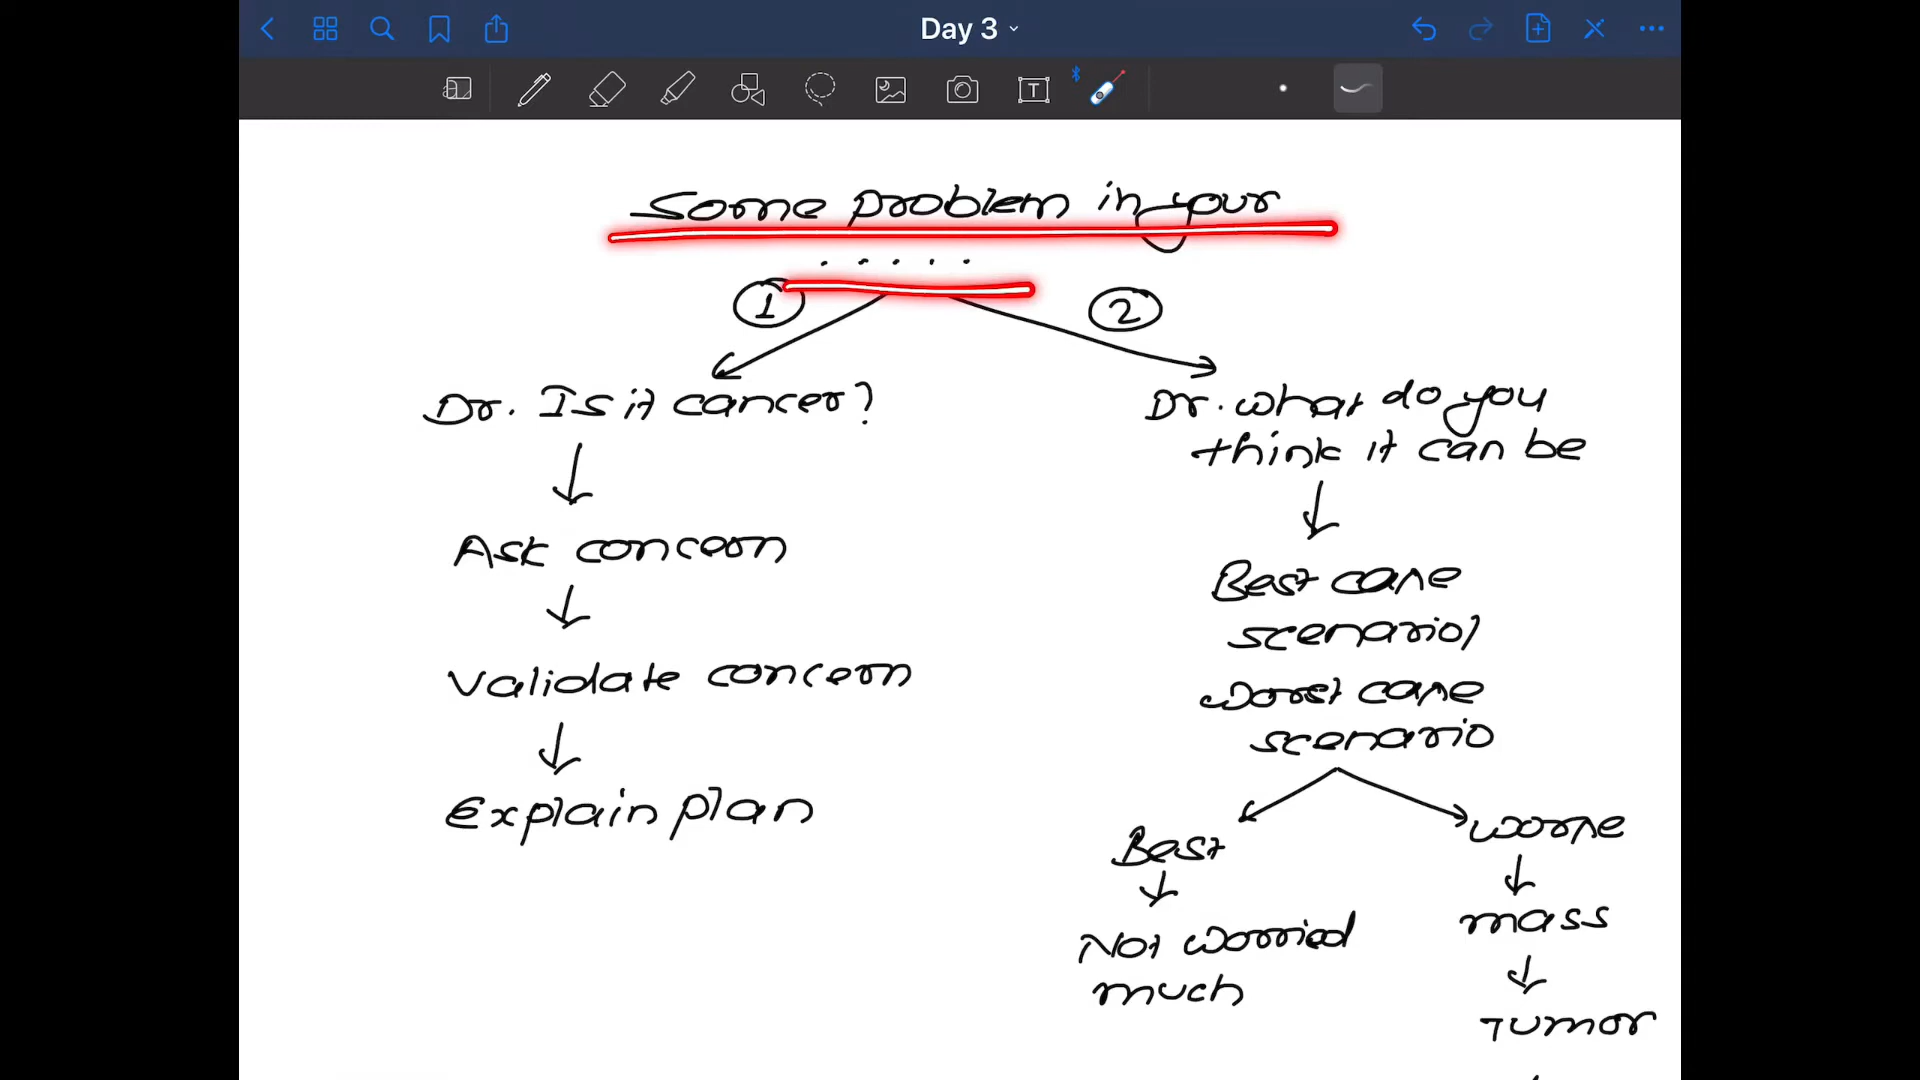 Day 3
Some problem in your
.....
1
2
Dr. Is it cancer?
Dr. what do you
think it can be
Ask concern
Best case
scenario/
Validate concern
worst case
scenario
Explain plan
Best
worse
Not worried
much
mass
Tumor